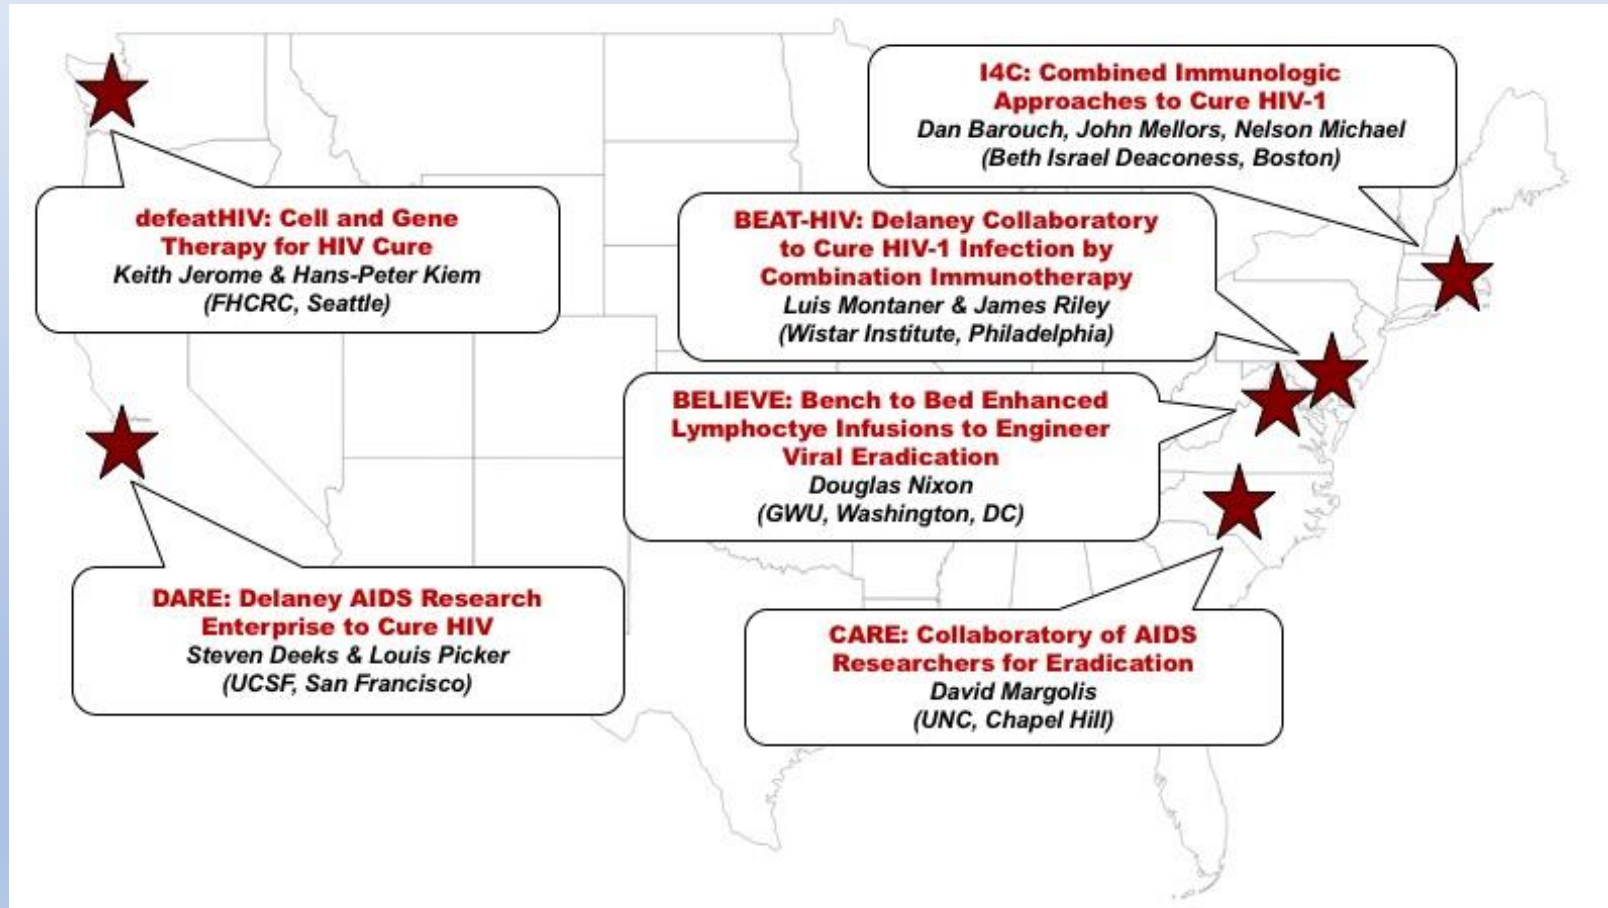 I4C: Combined Immunologic
Approaches to Cure HIV-1
Dan Barouch, John Mellors, Nelson Michael
(Beth Israel Deaconess, Boston)
defeatHIV: Cell and Gene
Therapy for HIV Cure
Keith Jerome & Hans-Peter Kiem
(FHCRC, Seattle)
BEAT-HIV: Delaney Collaboratory
to Cure HIV-1 Infection by
Combination Immunotherapy
Luis Montaner & James Riley
(Wistar Institute, Philadelphia)
BELIEVE: Bench to Bed Enhanced
Lymphoctye Infusions to Engineer
Viral Eradication
Douglas Nixon
(GWU, Washington, DC)
DARE: Delaney AIDS Research
Enterprise to Cure HIV
Steven Deeks & Louis Picker
(UCSF, San Francisco)
CARE: Collaboratory of AIDS
Researchers for Eradication
David Margolis
(UNC, Chapel Hill)